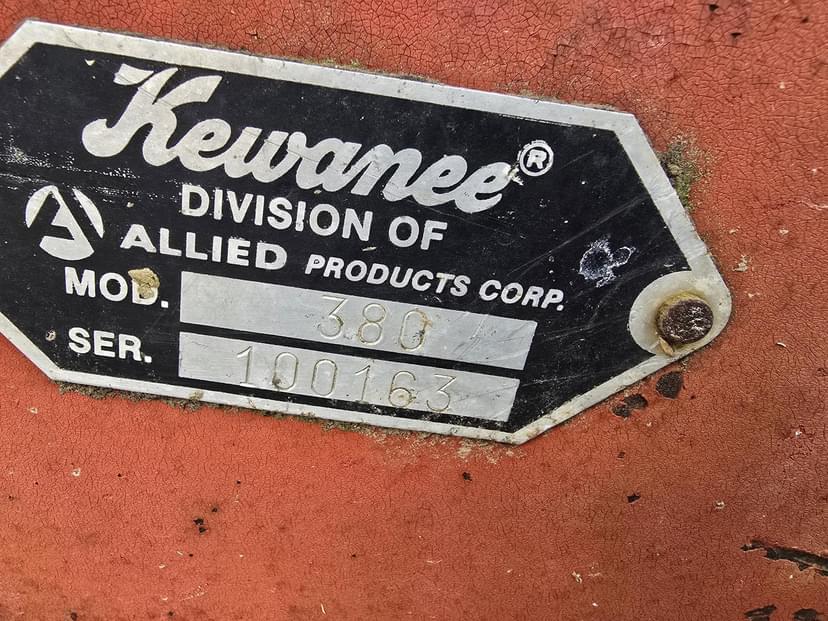 Kewanee®
DIVISION OF
ALLIED PRODUCTS CORP.
MOD. 380
SER. 100163